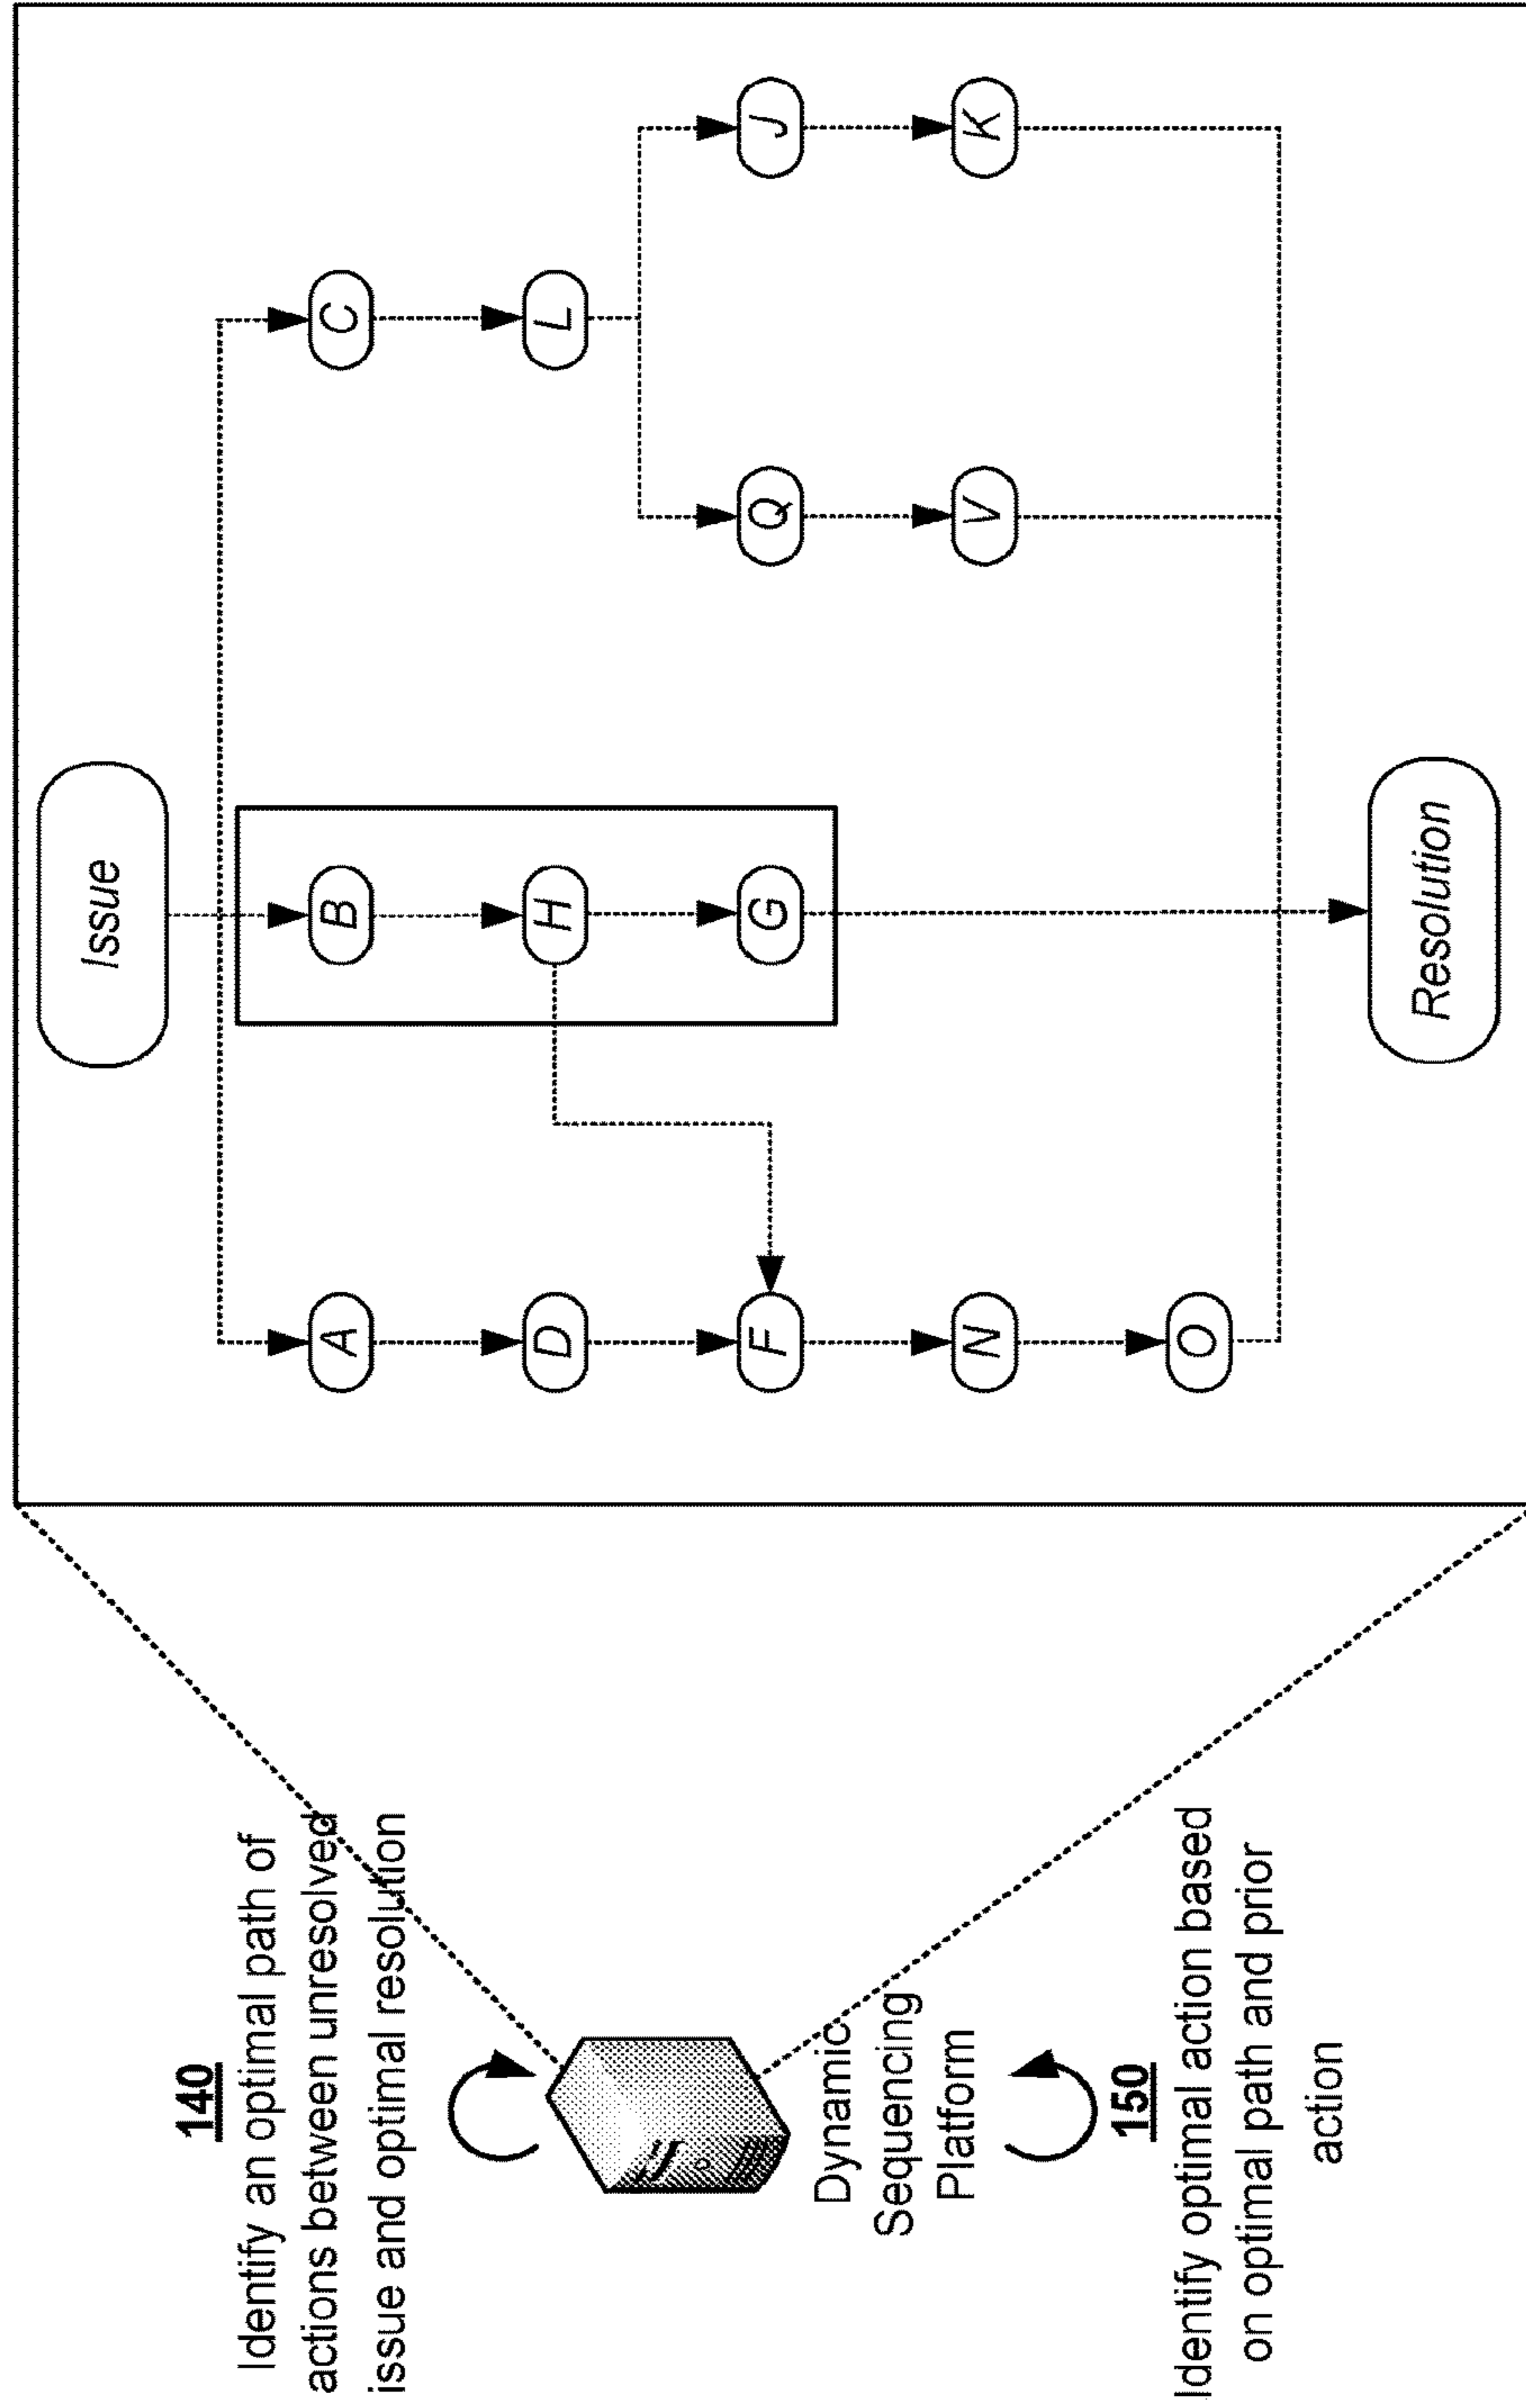 140
Identify an optimal path of
actions between unresolved
issue and optimal resolution
Dynamic
Sequencing
Platform
150
Identify optimal action based
on optimal path and prior
action
Issue
A
B
C
D
H
L
F
G
Q
J
N
V
K
O
Resolution